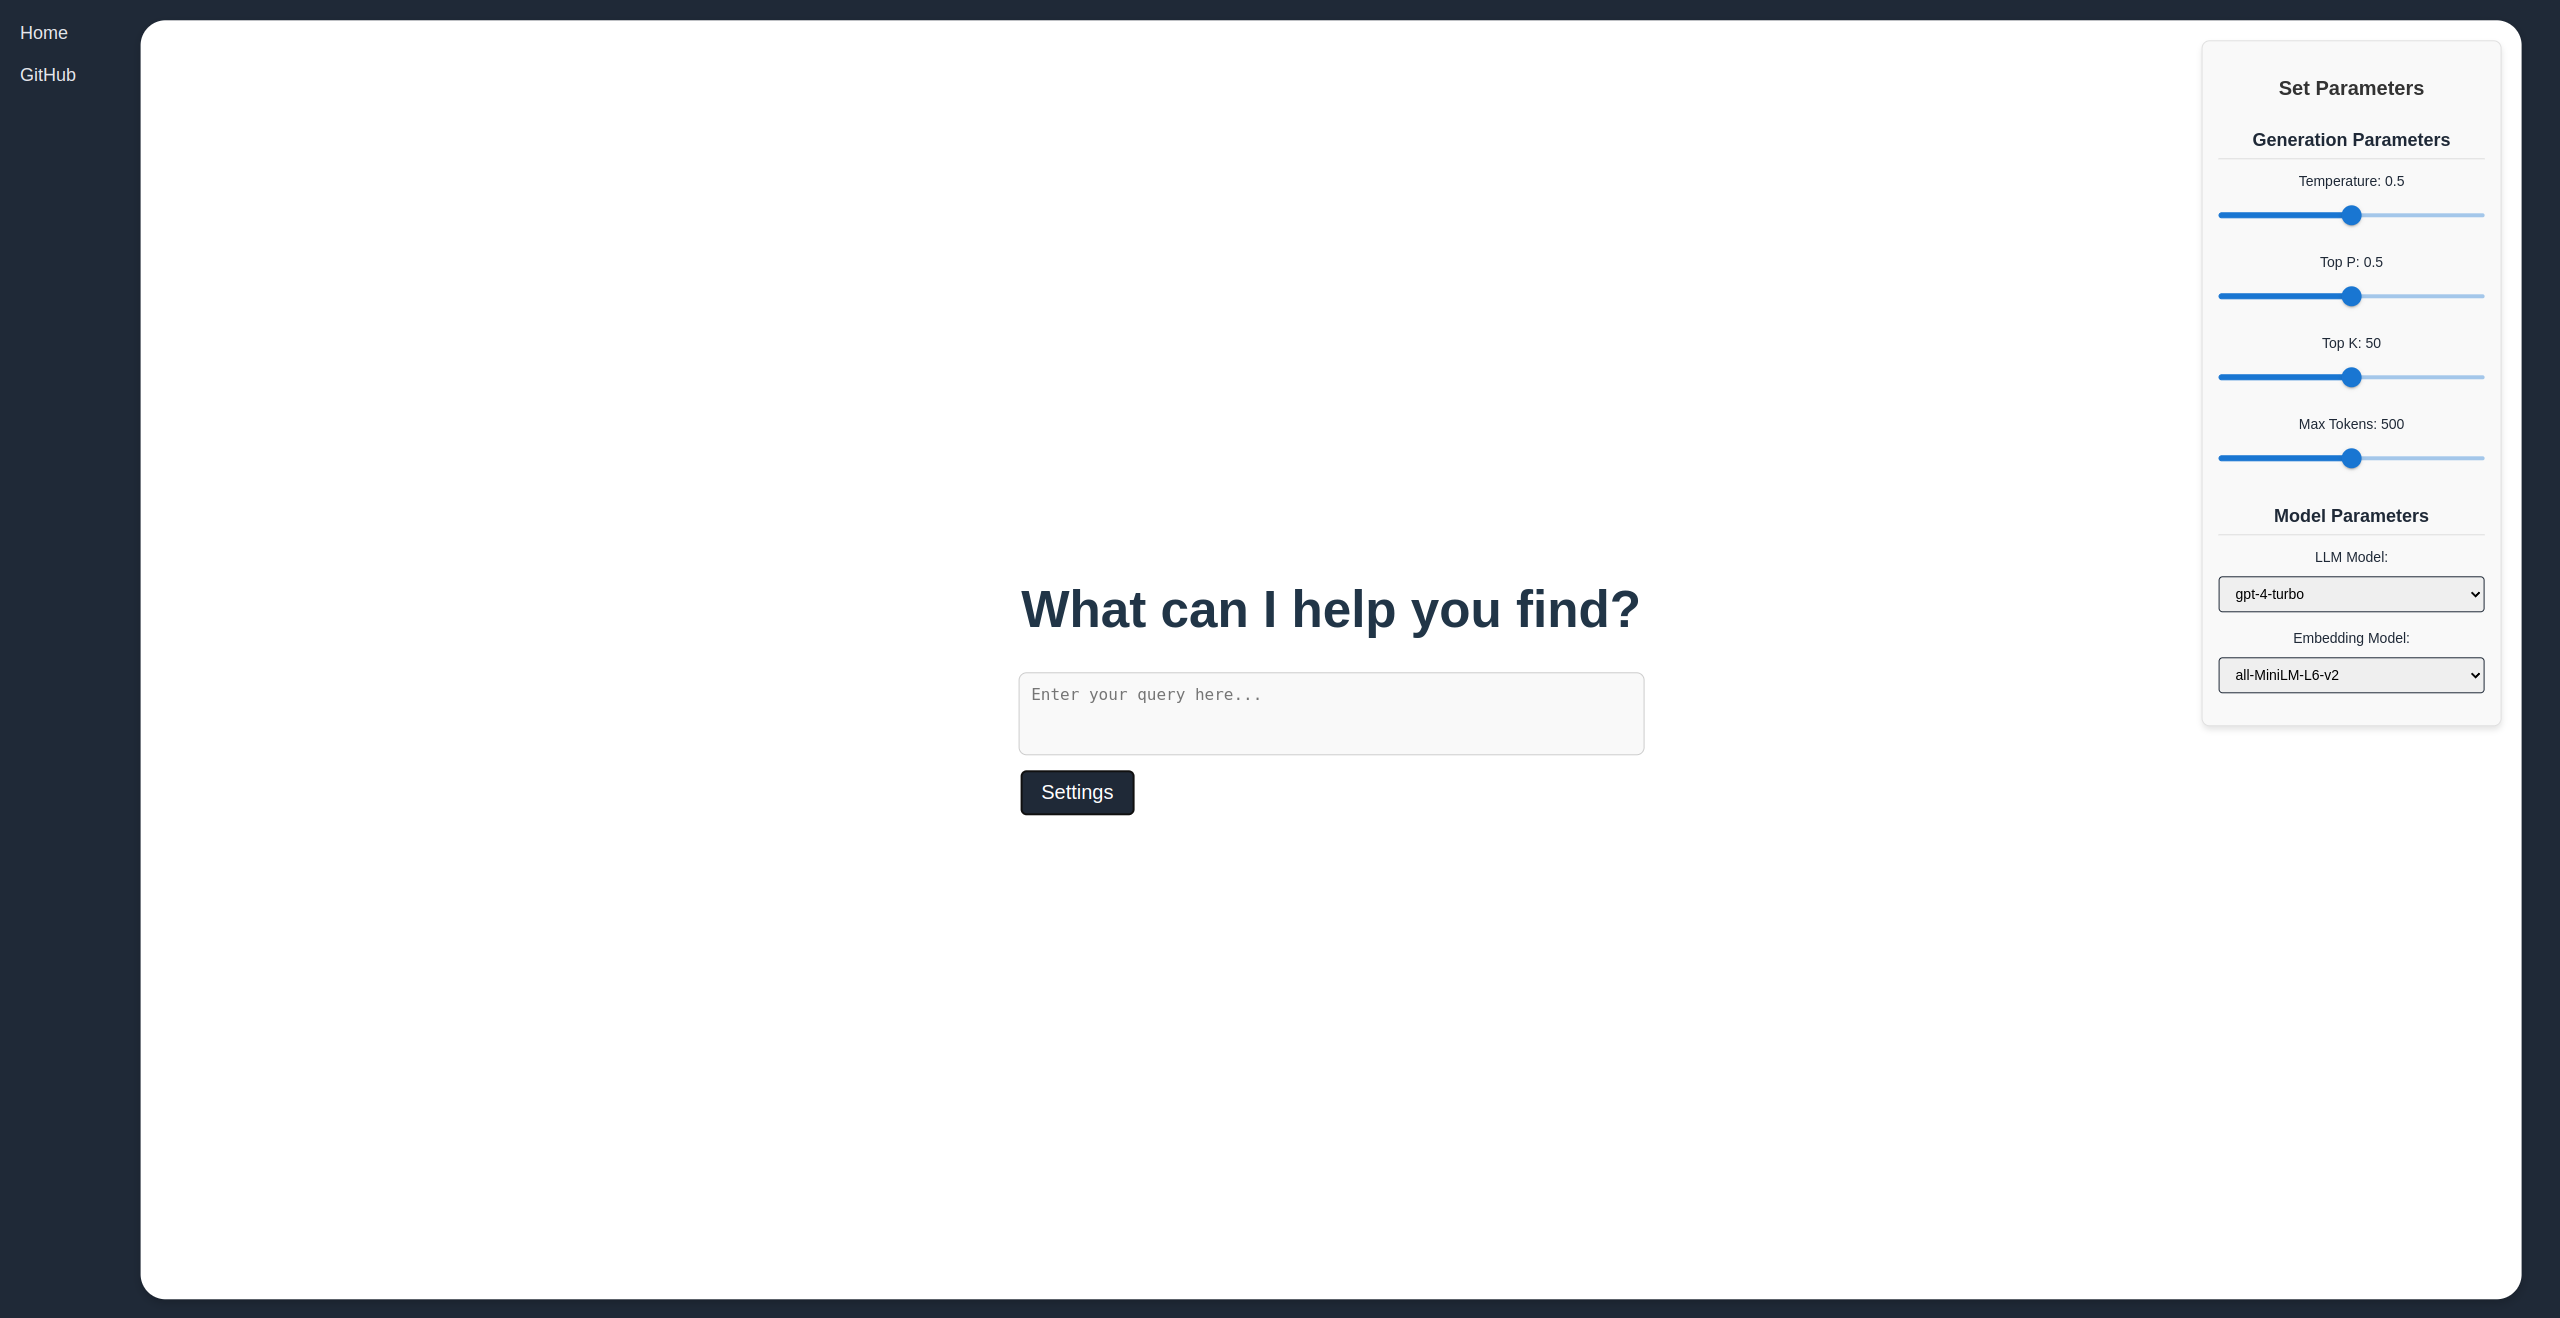 Home
GitHub
What can I help you find?
Enter your query here...
Settings
Set Parameters
Generation Parameters
Temperature: 0.5
Top P: 0.5
Top K: 50
Max Tokens: 500
Model Parameters
LLM Model:
gpt-4-turbo
Embedding Model:
all-MiniLM-L6-v2